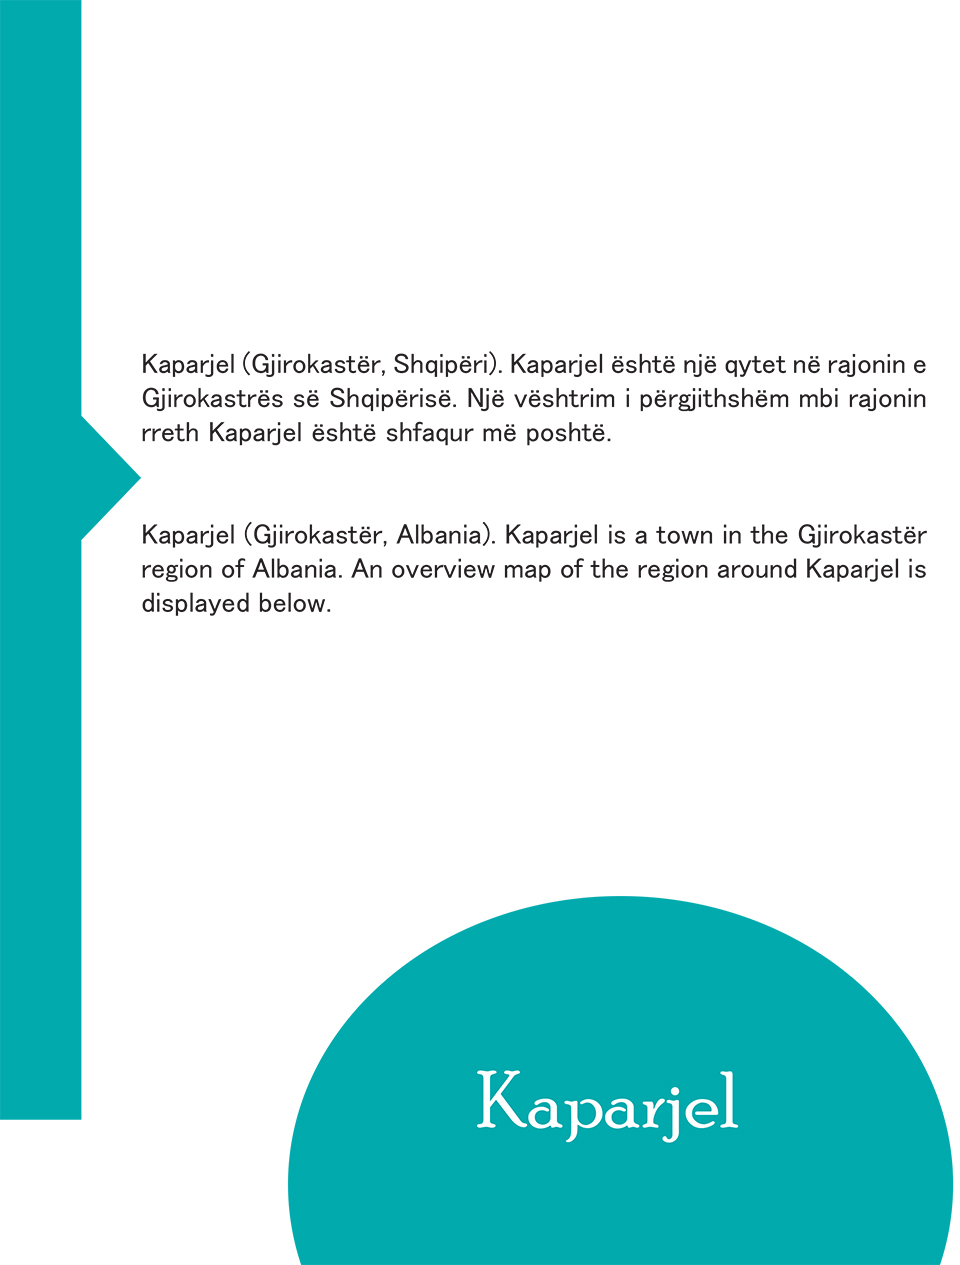 Kaparjel (Gjirokastër, Shqipëri). Kaparjel është një qytet në rajonin e
Gjirokastrës së Shqipërisë. Një vështrim i përgjithshëm mbi rajonin
rreth Kaparjel është shfaqur më poshtë.
Kaparjel (Gjirokastër, Albania). Kaparjel is a town in the Gjirokastër
region of Albania. An overview map of the region around Kaparjel is
displayed below.
Kaparjel